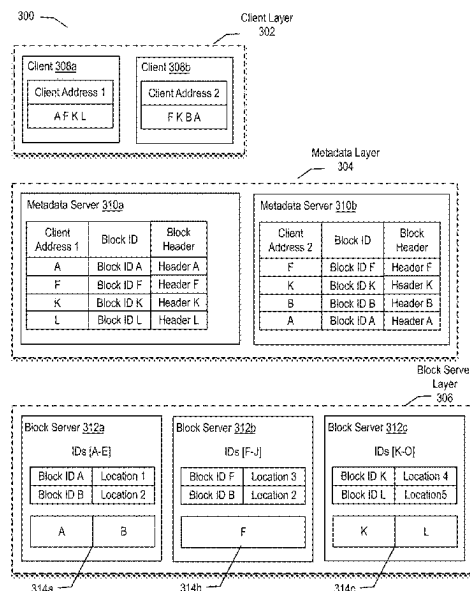 300
Client Layer
302
Client 308a
Client Address 1
A F K L
Client 308b
Client Address 2
F K B A
Metadata Layer
304
Metadata Server 310a
Client Address 1 Block ID Block Header
A Block ID A Header A
F Block ID F Header F
K Block ID K Header K
L Block ID L Header L
Metadata Server 310b
Client Address 2 Block ID Block Header
F Block ID F Header F
K Block ID K Header K
B Block ID B Header B
A Block ID A Header A
Block Server
Layer
306
Block Server 312a
IDs [A-E]
Block ID A Location 1
Block ID B Location 2
A B
314a
Block Server 312b
IDs [F-J]
Block ID F Location 3
Block ID B Location 2
F
314b
Block Server 312c
IDs [K-O]
Block ID K Location 4
Block ID L Location5
K L
314c